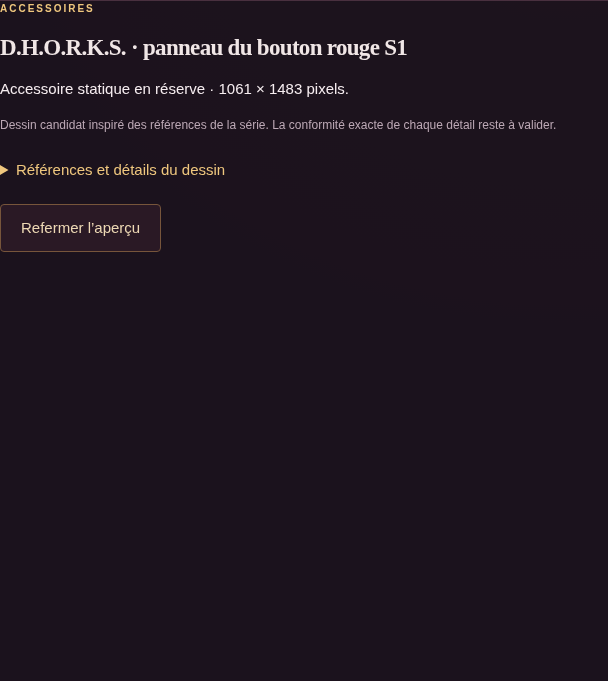 ACCESSOIRES
D.H.O.R.K.S. · panneau du bouton rouge S1
Accessoire statique en réserve · 1061 × 1483 pixels.
Dessin candidat inspiré des références de la série. La conformité exacte de chaque détail reste à valider.
Références et détails du dessin
Refermer l’aperçu